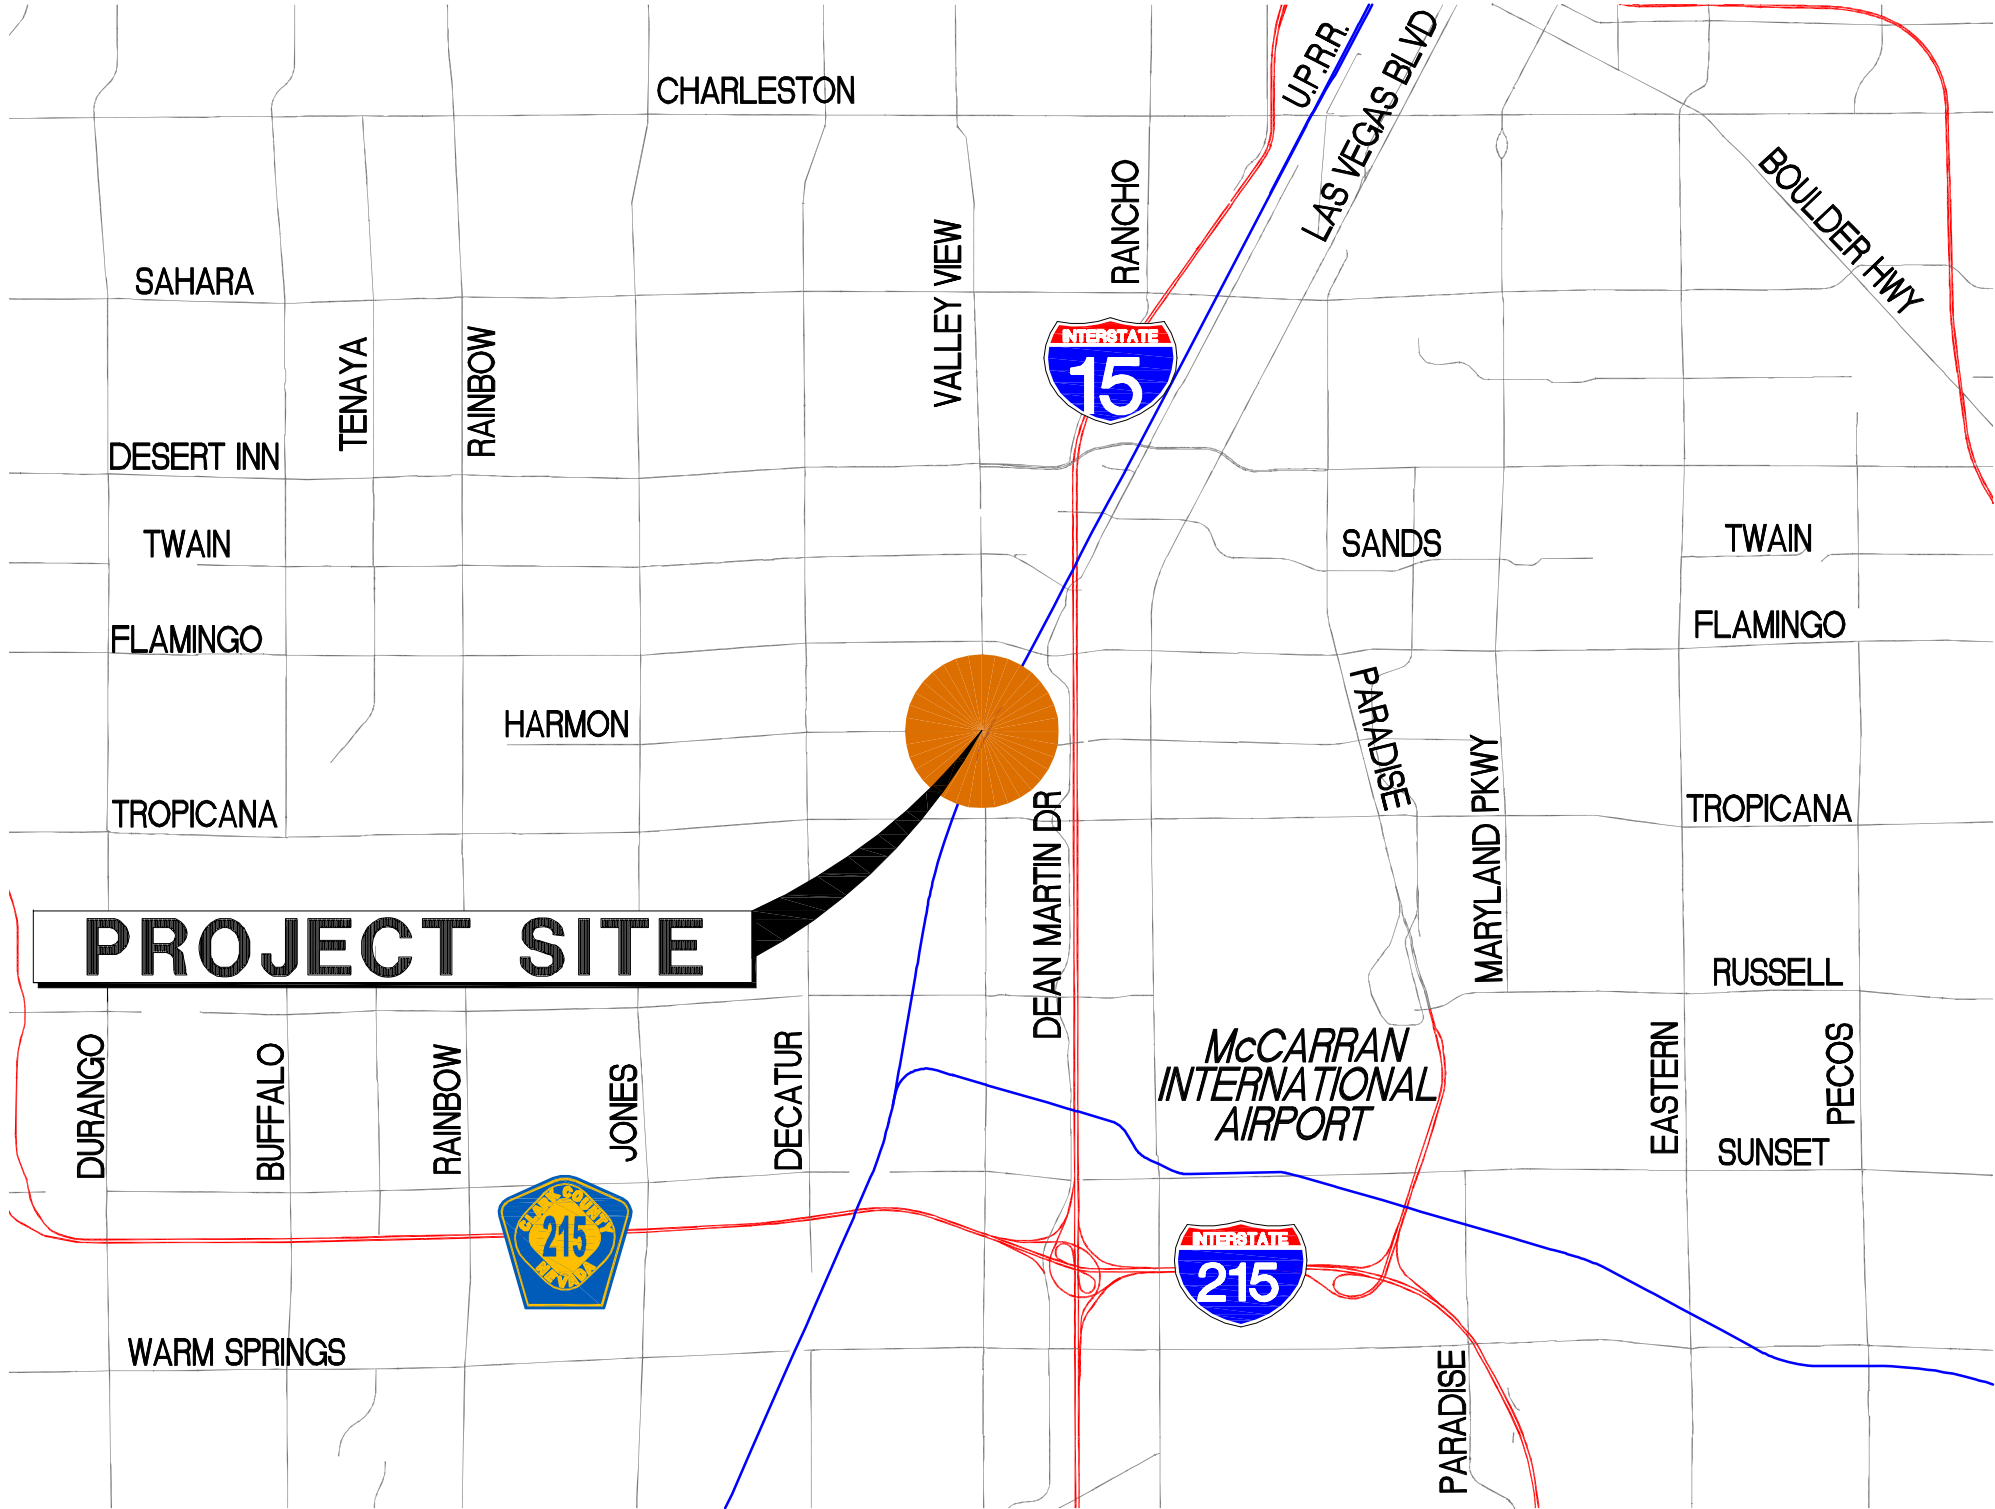 CHARLESTON
U.P.R.R.
LAS VEGAS BLVD
BOULDER HWY
RANCHO
VALLEY VIEW
SAHARA
TENAYA
RAINBOW
INTERSTATE
15
DESERT INN
TWAIN
SANDS
TWAIN
FLAMINGO
FLAMINGO
HARMON
PARADISE
MARYLAND PKWY
TROPICANA
TROPICANA
DEAN MARTIN DR
PROJECT SITE
RUSSELL
DURANGO
BUFFALO
RAINBOW
JONES
DECATUR
McCARRAN
INTERNATIONAL
AIRPORT
EASTERN
PECOS
SUNSET
CLARK COUNTY
215
NEVADA
INTERSTATE
215
WARM SPRINGS
PARADISE